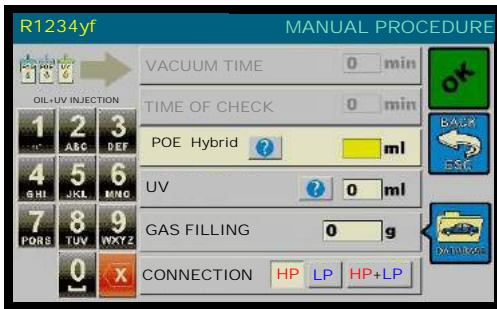 R1234yf MANUAL PROCEDURE
VACUUM TIME 0 min
OIL+UV INJECTION
TIME OF CHECK 0 min
OK
POE Hybrid ? ml
BACK
ESC
UV ? 0 ml
GAS FILLING 0 g
DATABASE
CONNECTION HP LP HP+LP
1 2 ABC 3 DEF
4 GHI 5 JKL 6 MNO
7 PQRS 8 TUV 9 WXYZ
0 X